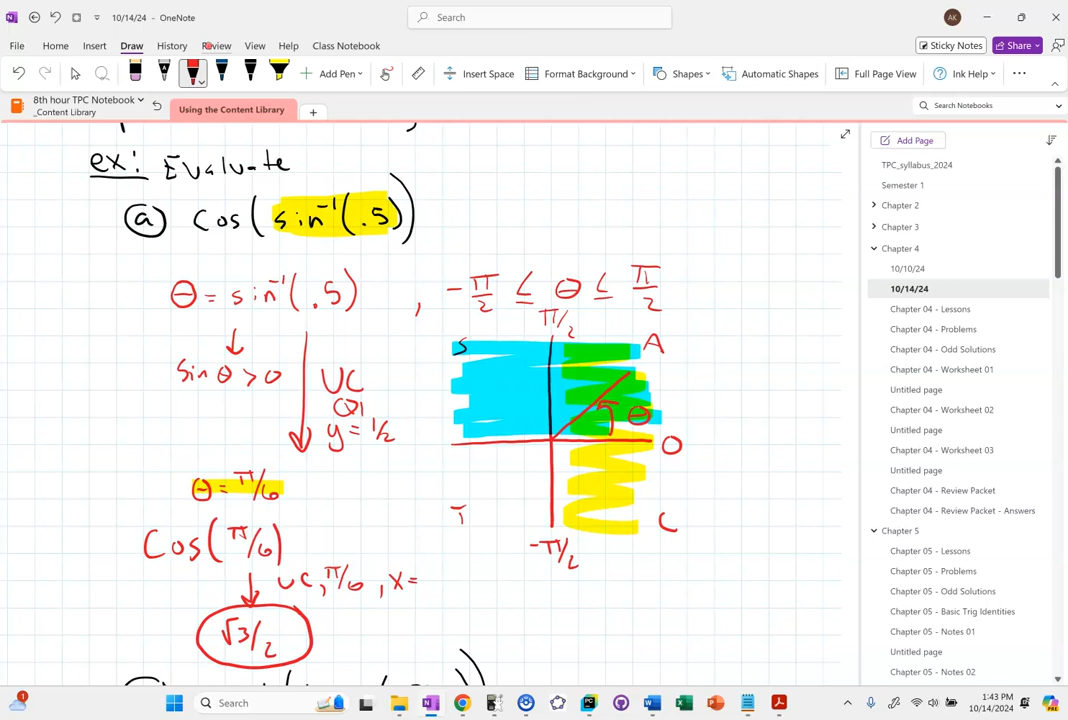 10/14/24 - OneNote
Search
AK
File Home Insert Draw History Review View Help Class Notebook
Sticky Notes
Share
Add Pen
Insert Space
Format Background
Shapes
Automatic Shapes
Full Page View
Ink Help
8th hour TPC Notebook
_Content Library
Using the Content Library
Search Notebooks
Add Page
TPC_syllabus_2024
Semester 1
Chapter 2
Chapter 3
Chapter 4
10/10/24
10/14/24
Chapter 04 - Lessons
Chapter 04 - Problems
Chapter 04 - Odd Solutions
Chapter 04 - Worksheet 01
Untitled page
Chapter 04 - Worksheet 02
Untitled page
Chapter 04 - Worksheet 03
Untitled page
Chapter 04 - Review Packet
Chapter 04 - Review Packet - Answers
Chapter 5
Chapter 05 - Lessons
Chapter 05 - Problems
Chapter 05 - Odd Solutions
Chapter 05 - Basic Trig Identities
Chapter 05 - Notes 01
Untitled page
Chapter 05 - Notes 02
ex: Evaluate
(a) cos(sin⁻¹(.5))
θ = sin⁻¹(.5) , -π/2 ≤ θ ≤ π/2
π/2
S A
sin θ > 0
UC
Q1
y = 1/2
θ
0
θ = π/6
T C
-π/2
Cos(π/6)
UC, π/6, x=
√3/2
1
Search
1:43 PM
10/14/2024